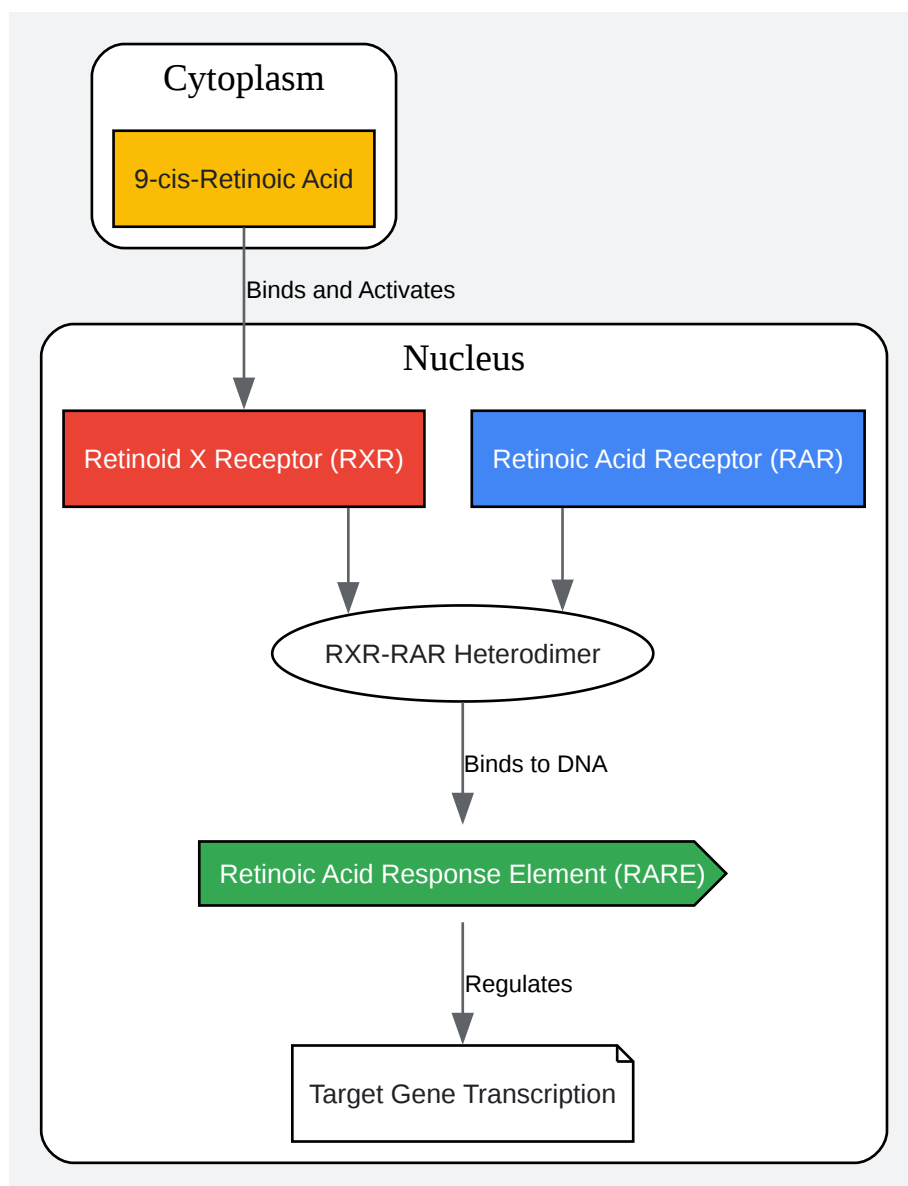 Cytoplasm
9-cis-Retinoic Acid
Binds and Activates
Nucleus
Retinoid X Receptor (RXR)
Retinoic Acid Receptor (RAR)
RXR-RAR Heterodimer
Binds to DNA
Retinoic Acid Response Element (RARE)
Regulates
Target Gene Transcription